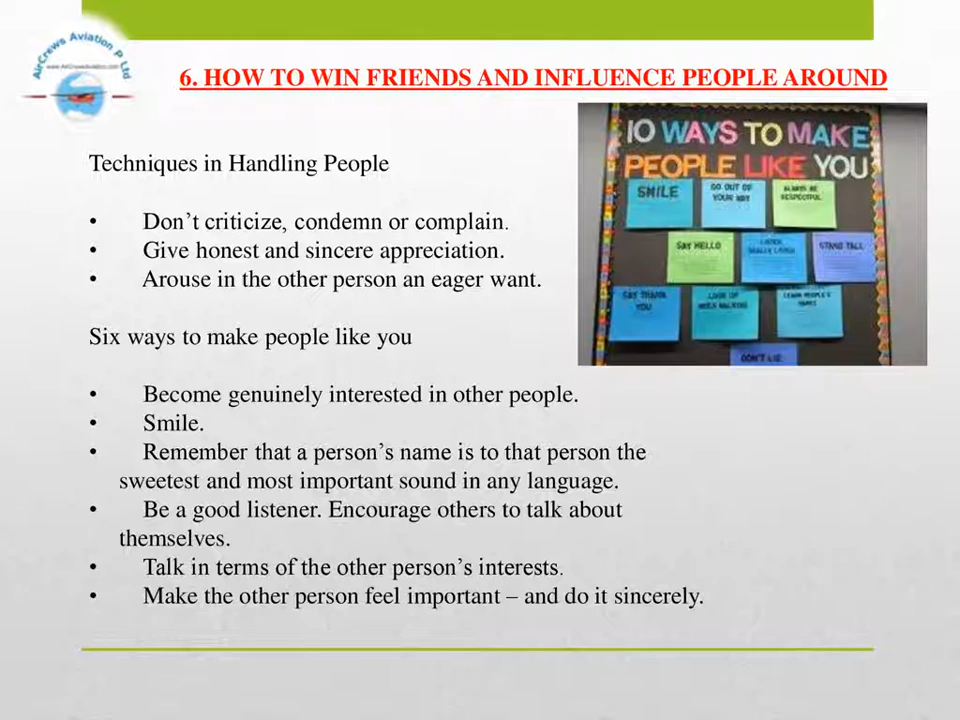 AirCrews Aviation P Ltd
www.AirCrewsAviation.com
6. HOW TO WIN FRIENDS AND INFLUENCE PEOPLE AROUND
10 WAYS TO MAKE
PEOPLE LIKE YOU
SMILE
GO OUT OF
YOUR WAY
ALWAYS BE
RESPECTFUL
SAY HELLO
STAND TALL
SAY THANK
YOU
LEARN PEOPLE'S
NAMES
DON'T LIE
Techniques in Handling People
• Don’t criticize, condemn or complain.
• Give honest and sincere appreciation.
• Arouse in the other person an eager want.
Six ways to make people like you
• Become genuinely interested in other people.
• Smile.
• Remember that a person’s name is to that person the
sweetest and most important sound in any language.
• Be a good listener. Encourage others to talk about
themselves.
• Talk in terms of the other person’s interests.
• Make the other person feel important – and do it sincerely.